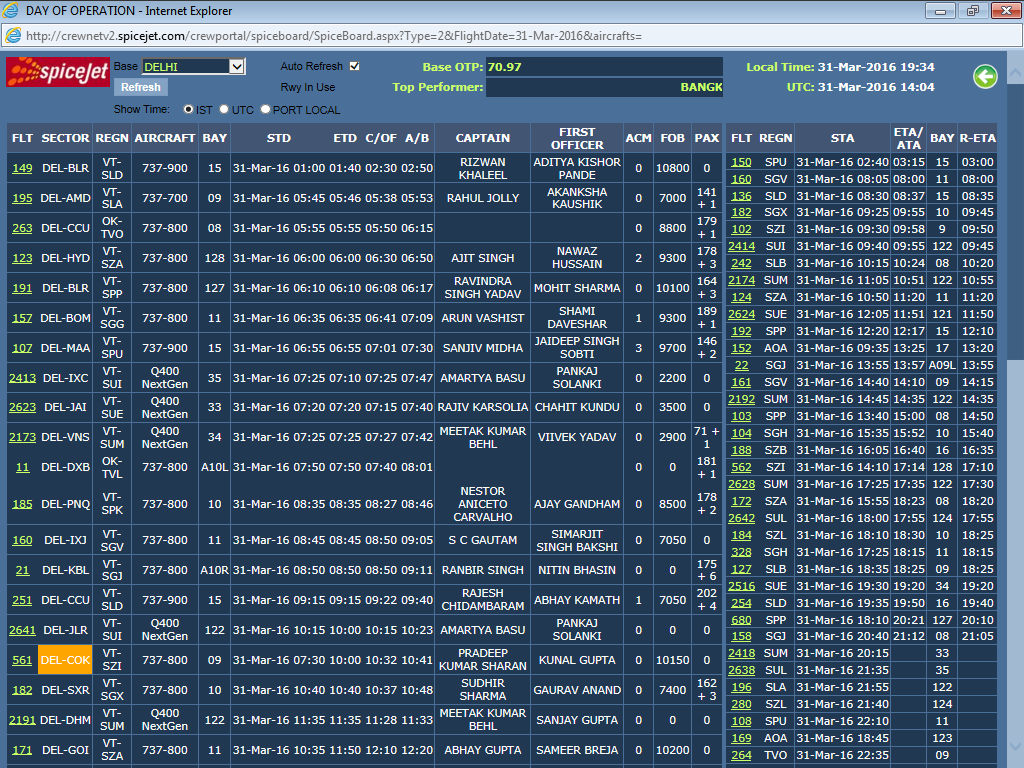 DAY OF OPERATION - Internet Explorer
http://crewnetv2.spicejet.com/crewportal/spiceboard/SpiceBoard.aspx?Type=2&FlightDate=31-Mar-2016&aircrafts=
spiceJet
Base DELHI Auto Refresh Base OTP: 70.97 Local Time: 31-Mar-2016 19:34
Refresh Rwy In Use Top Performer: BANGK UTC: 31-Mar-2016 14:04
Show Time: IST UTC PORT LOCAL
FLT SECTOR REGN AIRCRAFT BAY STD ETD C/OF A/B CAPTAIN FIRST OFFICER ACM FOB PAX
149 DEL-BLR VT-SLD 737-900 15 31-Mar-16 01:00 01:40 02:30 02:50 RIZWAN KHALEEL ADITYA KISHOR PANDE 0 10800 0
195 DEL-AMD VT-SLA 737-700 09 31-Mar-16 05:45 05:46 05:38 05:53 RAHUL JOLLY AKANKSHA KAUSHIK 0 7000 141 + 1
263 DEL-CCU OK-TVO 737-800 08 31-Mar-16 05:55 05:55 05:50 06:15 0 8800 179 + 1
123 DEL-HYD VT-SZA 737-800 128 31-Mar-16 06:00 06:00 06:30 06:50 AJIT SINGH NAWAZ HUSSAIN 2 9300 178 + 3
191 DEL-BLR VT-SPP 737-800 127 31-Mar-16 06:10 06:10 06:08 06:17 RAVINDRA SINGH YADAV MOHIT SHARMA 0 10100 164 + 3
157 DEL-BOM VT-SGG 737-800 11 31-Mar-16 06:35 06:35 06:41 07:09 ARUN VASHIST SHAMI DAVESHAR 1 9300 189 + 1
107 DEL-MAA VT-SPU 737-900 15 31-Mar-16 06:55 06:55 07:01 07:30 SANJIV MIDHA JAIDEEP SINGH SOBTI 3 9700 146 + 2
2413 DEL-IXC VT-SUI Q400 NextGen 35 31-Mar-16 07:25 07:10 07:25 07:47 AMARTYA BASU PANKAJ SOLANKI 0 2200 0
2623 DEL-JAI VT-SUE Q400 NextGen 33 31-Mar-16 07:20 07:20 07:15 07:40 RAJIV KARSOLIA CHAHIT KUNDU 0 3500 0
2173 DEL-VNS VT-SUM Q400 NextGen 34 31-Mar-16 07:25 07:25 07:27 07:42 MEETAK KUMAR BEHL VIIVEK YADAV 0 2900 71 + 1
11 DEL-DXB OK-TVL 737-800 A10L 31-Mar-16 07:50 07:50 07:40 08:01 0 0 181 + 1
185 DEL-PNQ VT-SPK 737-800 10 31-Mar-16 08:35 08:35 08:27 08:46 NESTOR ANICETO CARVALHO AJAY GANDHAM 0 8500 178 + 2
160 DEL-IXJ VT-SGV 737-800 11 31-Mar-16 08:45 08:45 08:50 09:05 S C GAUTAM SIMARJIT SINGH BAKSHI 0 7050 0
21 DEL-KBL VT-SGJ 737-800 A10R 31-Mar-16 08:50 08:50 08:50 09:11 RANBIR SINGH NITIN BHASIN 0 0 175 + 6
251 DEL-CCU VT-SLD 737-900 15 31-Mar-16 09:15 09:15 09:22 09:40 RAJESH CHIDAMBARAM ABHAY KAMATH 1 7050 202 + 4
2641 DEL-JLR VT-SUI Q400 NextGen 122 31-Mar-16 10:15 10:00 10:15 10:23 AMARTYA BASU PANKAJ SOLANKI 0 0 0
561 DEL-COK VT-SZI 737-800 09 31-Mar-16 07:30 10:00 10:32 10:41 PRADEEP KUMAR SHARAN KUNAL GUPTA 0 10150 0
182 DEL-SXR VT-SGX 737-800 10 31-Mar-16 10:40 10:40 10:37 10:48 SUDHIR SHARMA GAURAV ANAND 0 7400 162 + 3
2191 DEL-DHM VT-SUM Q400 NextGen 122 31-Mar-16 11:35 11:35 11:28 11:33 MEETAK KUMAR BEHL SANJAY GUPTA 0 0 0
171 DEL-GOI VT-SZA 737-800 11 31-Mar-16 10:35 11:50 12:10 12:20 ABHAY GUPTA SAMEER BREJA 0 10200 0
FLT REGN STA ETA/ATA BAY R-ETA
150 SPU 31-Mar-16 02:40 03:15 15 03:00
160 SGV 31-Mar-16 08:05 08:00 11 08:00
136 SLD 31-Mar-16 08:30 08:37 15 08:35
182 SGX 31-Mar-16 09:25 09:55 10 09:45
102 SZI 31-Mar-16 09:30 09:58 9 09:50
2414 SUI 31-Mar-16 09:40 09:55 122 09:45
242 SLB 31-Mar-16 10:15 10:24 08 10:20
2174 SUM 31-Mar-16 11:05 10:51 122 10:55
124 SZA 31-Mar-16 10:50 11:20 11 11:20
2624 SUE 31-Mar-16 12:05 11:51 121 11:50
192 SPP 31-Mar-16 12:20 12:17 15 12:10
152 AOA 31-Mar-16 09:35 13:25 17 13:20
22 SGJ 31-Mar-16 13:55 13:57 A09L 13:55
161 SGV 31-Mar-16 14:40 14:10 09 14:15
2192 SUM 31-Mar-16 14:45 14:35 122 14:35
103 SPP 31-Mar-16 13:40 15:00 08 14:50
104 SGH 31-Mar-16 15:35 15:52 10 15:40
188 SZB 31-Mar-16 16:05 16:40 16 16:35
562 SZI 31-Mar-16 14:10 17:14 128 17:10
2628 SUM 31-Mar-16 17:25 17:35 122 17:30
172 SZA 31-Mar-16 15:55 18:23 08 18:20
2642 SUL 31-Mar-16 18:00 17:55 124 17:55
184 SZL 31-Mar-16 18:10 18:30 10 18:25
328 SGH 31-Mar-16 17:25 18:15 11 18:15
127 SLB 31-Mar-16 18:35 18:25 09 18:25
2516 SUE 31-Mar-16 19:30 19:20 34 19:20
254 SLD 31-Mar-16 19:35 19:50 16 19:40
680 SPP 31-Mar-16 18:10 20:21 127 20:10
158 SGJ 31-Mar-16 20:40 21:12 08 21:05
2418 SUM 31-Mar-16 20:15 33
2638 SUL 31-Mar-16 21:35 35
196 SLA 31-Mar-16 21:55 122
280 SZL 31-Mar-16 21:40 124
108 SPU 31-Mar-16 22:10 11
169 AOA 31-Mar-16 18:45 123
264 TVO 31-Mar-16 22:35 09